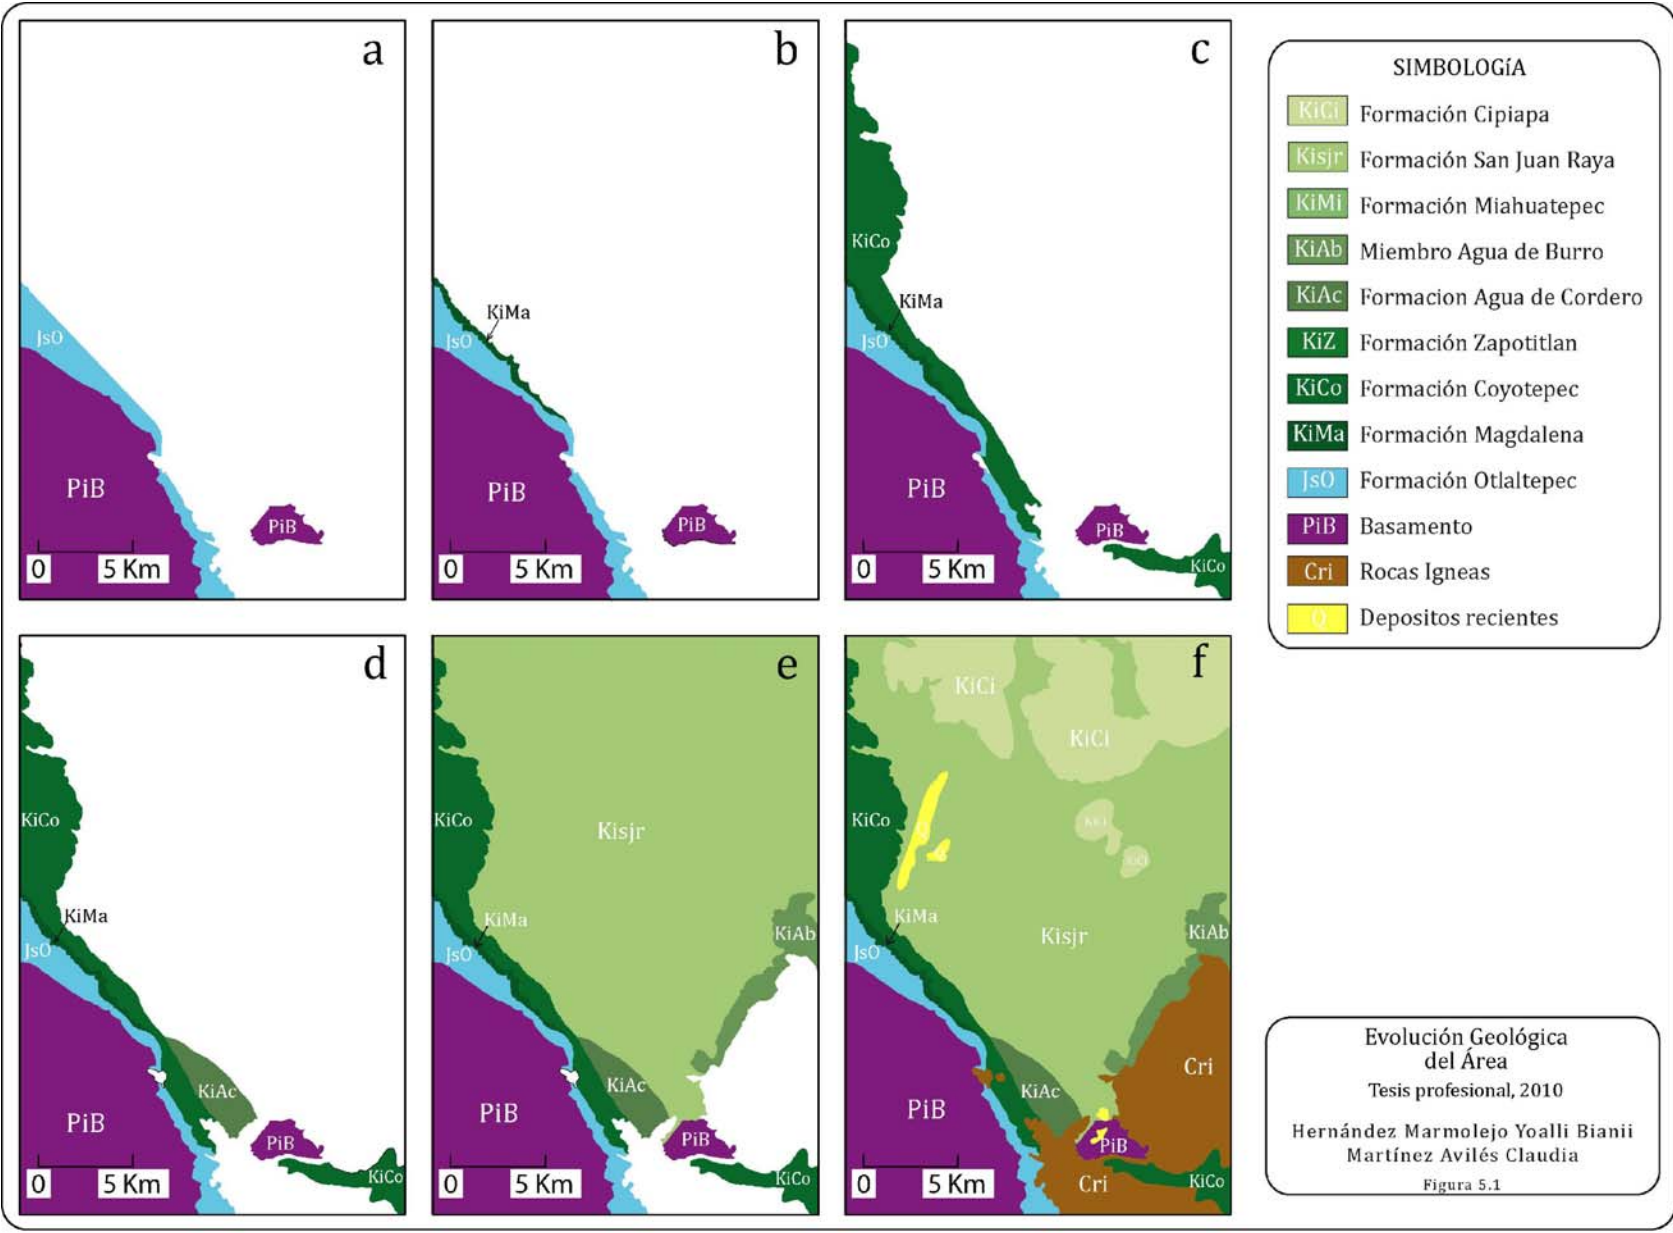 a
JsO
PiB
PiB
0 5 Km
b
KiMa
JsO
PiB
PiB
0 5 Km
c
KiCo
KiMa
JsO
PiB
PiB
KiCo
0 5 Km
d
KiCo
KiMa
JsO
KiAc
PiB
PiB
KiCo
0 5 Km
e
KiCo
Kisjr
KiMa
KiAb
JsO
KiAc
PiB
PiB
KiCo
0 5 Km
f
KiCi
KiCi
KiCo
Q
KiCi
KiCi
KiMa
Kisjr
KiAb
JsO
Cri
KiAc
PiB
PiB
KiCo
Cri
0 5 Km
SIMBOLOGíA
KiCi Formación Cipiapa
Kisjr Formación San Juan Raya
KiMi Formación Miahuatepec
KiAb Miembro Agua de Burro
KiAc Formacion Agua de Cordero
KiZ Formación Zapotitlan
KiCo Formación Coyotepec
KiMa Formación Magdalena
JsO Formación Otlaltepec
PiB Basamento
Cri Rocas Igneas
Q Depositos recientes
Evolución Geológica
del Área
Tesis profesional, 2010
Hernández Marmolejo Yoalli Bianii
Martínez Avilés Claudia
Figura 5.1